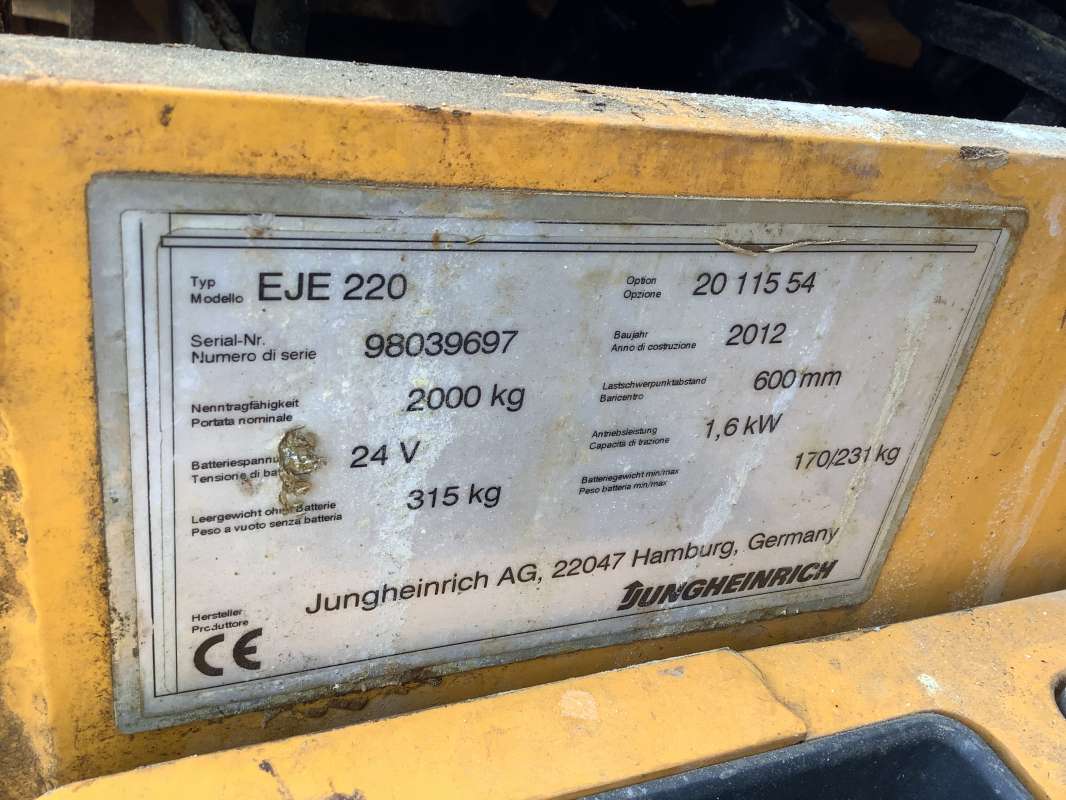 Typ
Modello EJE 220
Option
Opzione 20 115 54
Serial-Nr.
Numero di serie 98039697
Baujahr
Anno di costruzione 2012
Nenntragfähigkeit
Portata nominale 2000 kg
Lastschwerpunktabstand
Baricentro 600 mm
Tensione di 24 V
Antriebsleistung
Capacità di trazione 1,6 kW
Leergewicht ohne Batterie
Peso a vuoto senza batteria 315 kg
Batteriegewicht min/max
Peso batteria min/max 170/231 kg
Hersteller
Produttore
Jungheinrich AG, 22047 Hamburg, Germany
JUNGHEINRICH
CE